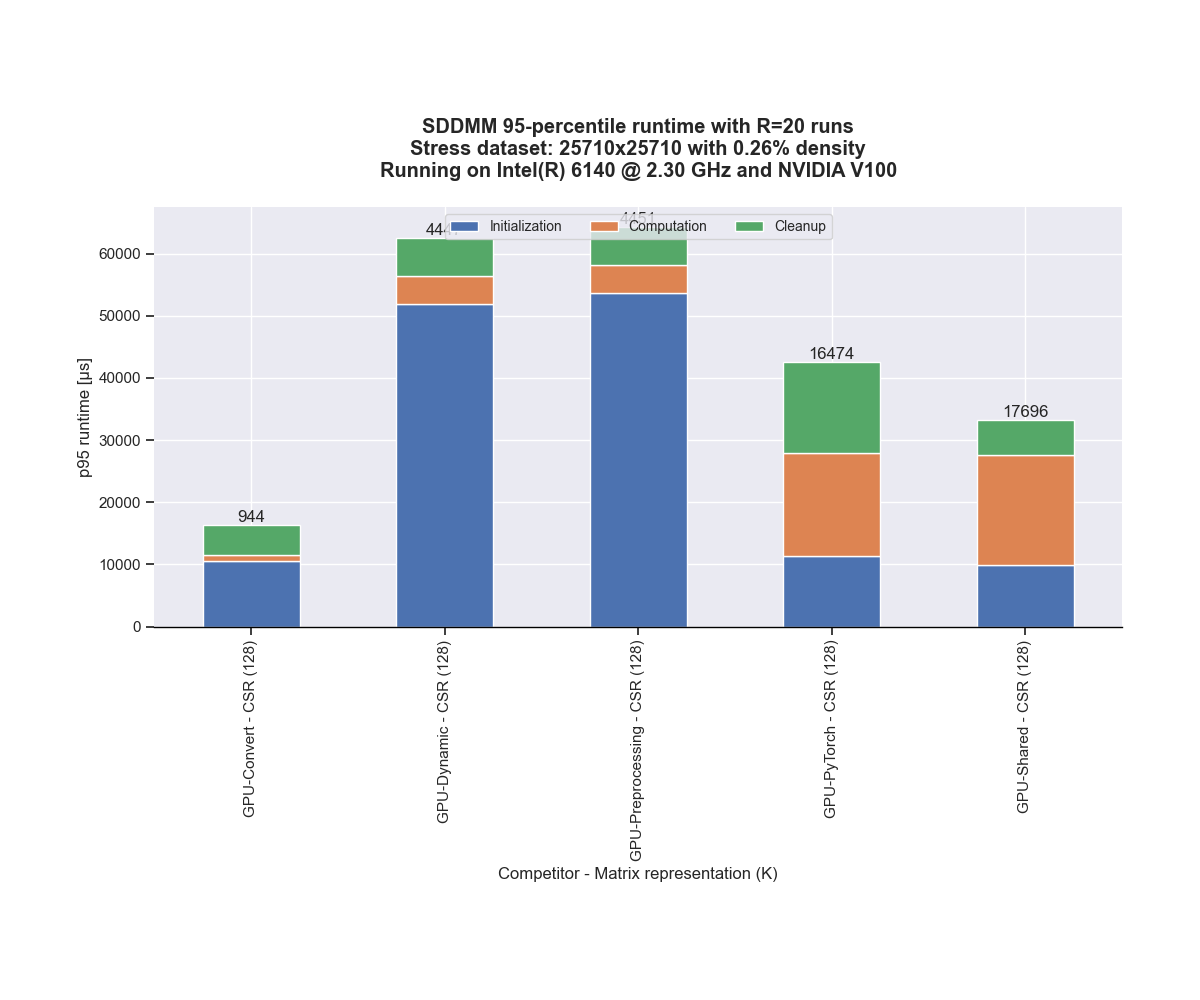 SDDMM 95-percentile runtime with R=20 runs
Stress dataset: 25710x25710 with 0.26% density
Running on Intel(R) 6140 @ 2.30 GHz and NVIDIA V100
Initialization Computation Cleanup
4451
60000
50000
40000
30000
20000
10000
0
p95 runtime [µs]
944
16474
17696
GPU-Convert - CSR (128)
GPU-Dynamic - CSR (128)
GPU-Preprocessing - CSR (128)
GPU-PyTorch - CSR (128)
GPU-Shared - CSR (128)
Competitor - Matrix representation (K)